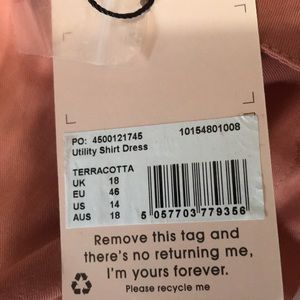 PO: 4500121745 10154801008
Utility Shirt Dress
TERRACOTTA
UK 18
EU 46
US 14
AUS 18
5 057703 779356
Remove this tag and
there's no returning me,
I'm yours forever.
Please recycle me